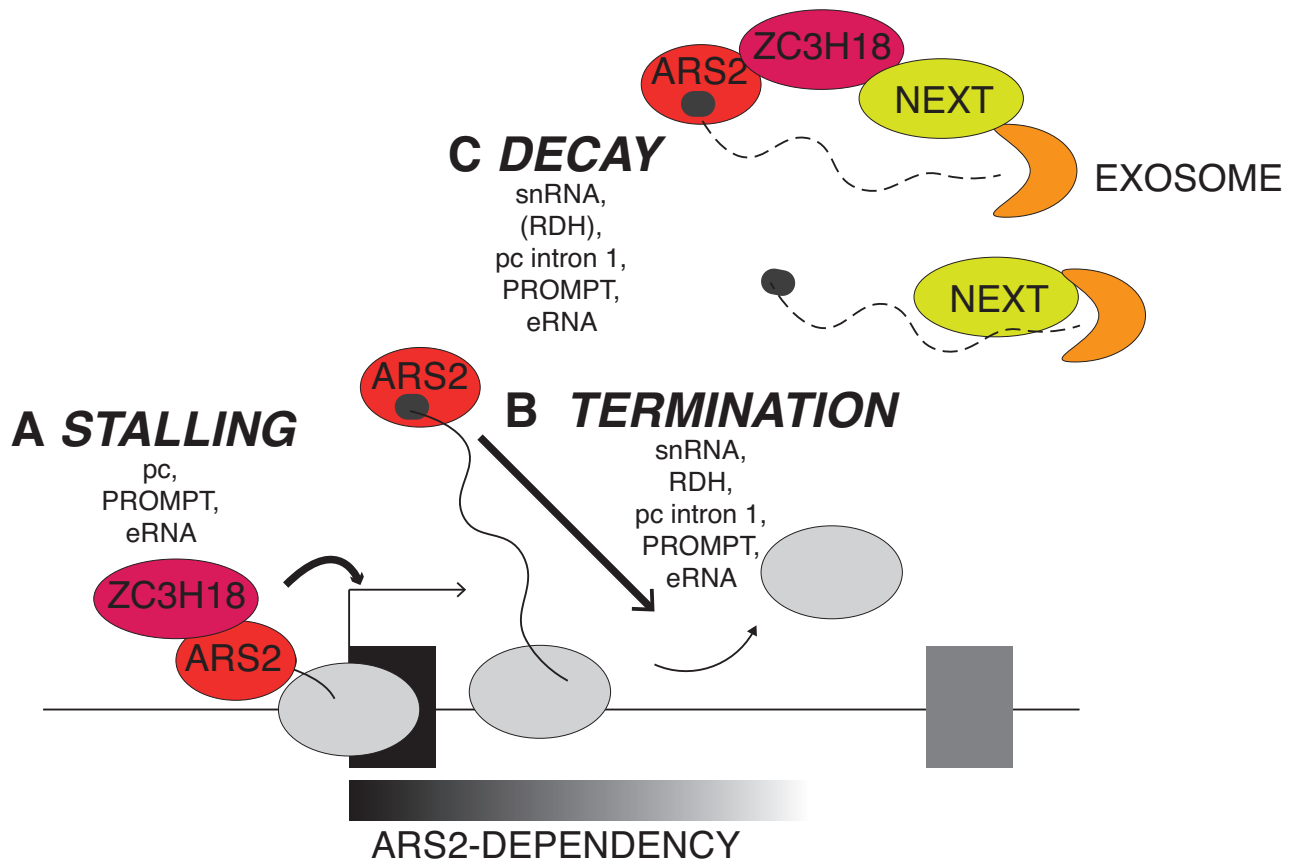 ZC3H18
ARS2
NEXT
C DECAY
EXOSOME
snRNA,
(RDH),
pc intron 1,
PROMPT,
eRNA
NEXT
ARS2
B TERMINATION
snRNA,
RDH,
pc intron 1,
PROMPT,
eRNA
A STALLING
pc,
PROMPT,
eRNA
ZC3H18
ARS2
ARS2-DEPENDENCY